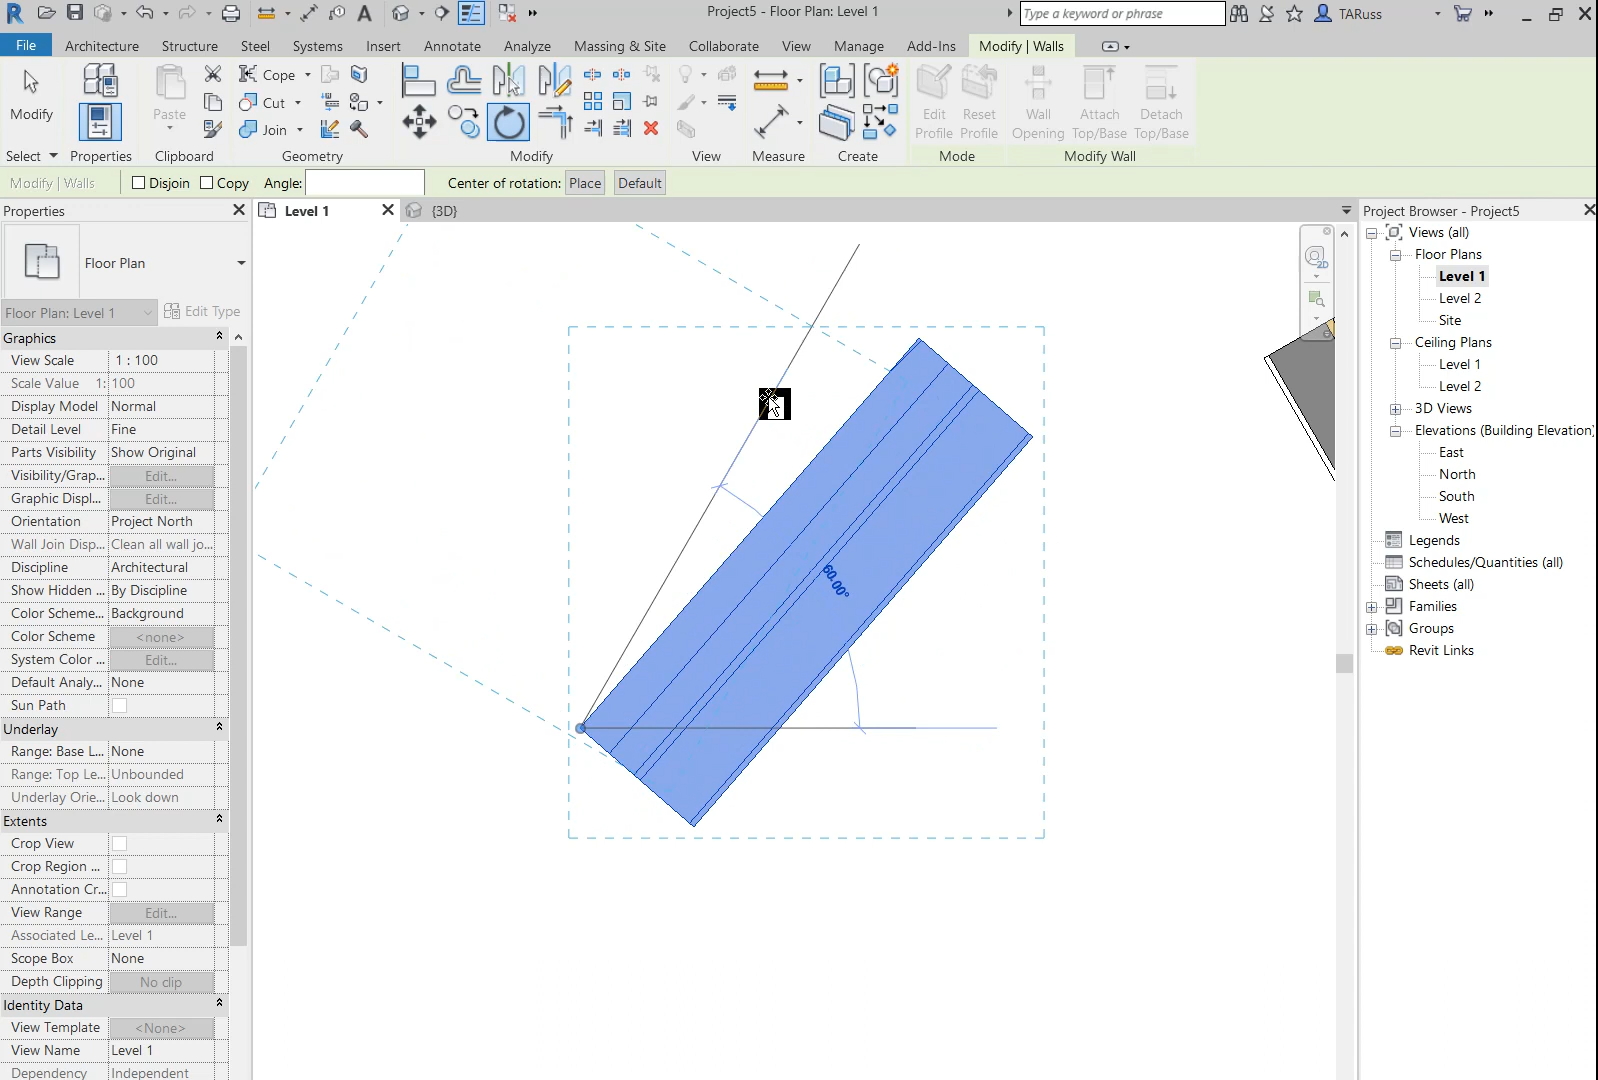 Project5 - Floor Plan: Level 1
Type a keyword or phrase
TARuss
File Architecture Structure Steel Systems Insert Annotate Analyze Massing & Site Collaborate View Manage Add-Ins Modify | Walls
Modify
Paste
Cope
Cut
Join
Edit Profile
Reset Profile
Wall Opening
Attach Top/Base
Detach Top/Base
Select Properties Clipboard Geometry Modify View Measure Create Mode Modify Wall
Modify | Walls Disjoin Copy Angle: Center of rotation: Place Default
Properties
Level 1
{3D}
Project Browser - Project5
Floor Plan
Floor Plan: Level 1 Edit Type
Graphics
View Scale 1 : 100
Scale Value 1: 100
Display Model Normal
Detail Level Fine
Parts Visibility Show Original
Visibility/Grap... Edit...
Graphic Displ... Edit...
Orientation Project North
Wall Join Disp... Clean all wall jo...
Discipline Architectural
Show Hidden ... By Discipline
Color Scheme... Background
Color Scheme <none>
System Color ... Edit...
Default Analy... None
Sun Path
Underlay
Range: Base L... None
Range: Top Le... Unbounded
Underlay Orie... Look down
Extents
Crop View
Crop Region ...
Annotation Cr...
View Range Edit...
Associated Le... Level 1
Scope Box None
Depth Clipping No clip
Identity Data
View Template <None>
View Name Level 1
Dependency Independent
60.00°
2D
Views (all)
Floor Plans
Level 1
Level 2
Site
Ceiling Plans
Level 1
Level 2
3D Views
Elevations (Building Elevation)
East
North
South
West
Legends
Schedules/Quantities (all)
Sheets (all)
Families
Groups
Revit Links